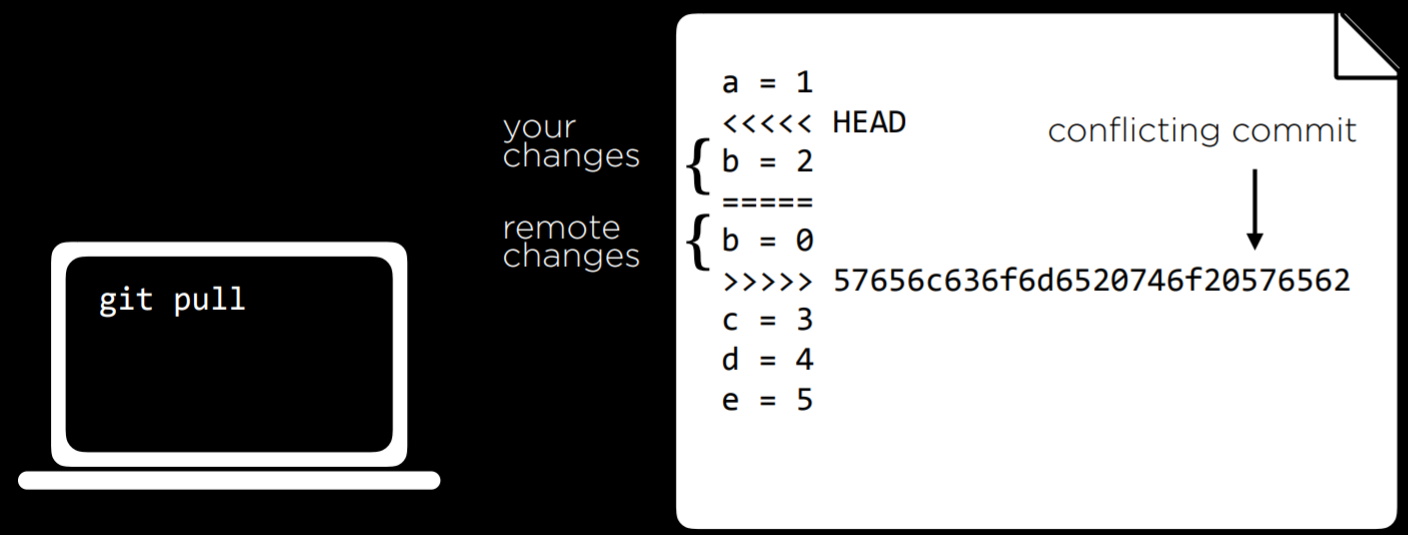 git pull
your
changes
remote
changes
a = 1
<<<<< HEAD
{ b = 2
=====
{ b = 0
>>>>> 57656c636f6d6520746f20576562
c = 3
d = 4
e = 5
conflicting commit